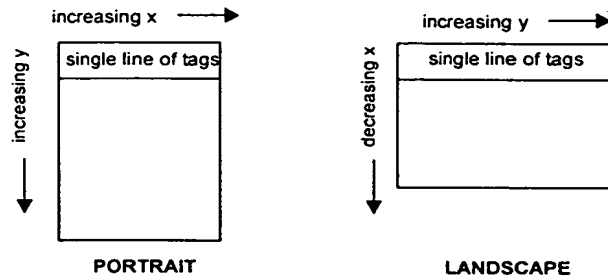 increasing x
increasing y
single line of tags
PORTRAIT
increasing y
decreasing x
single line of tags
LANDSCAPE